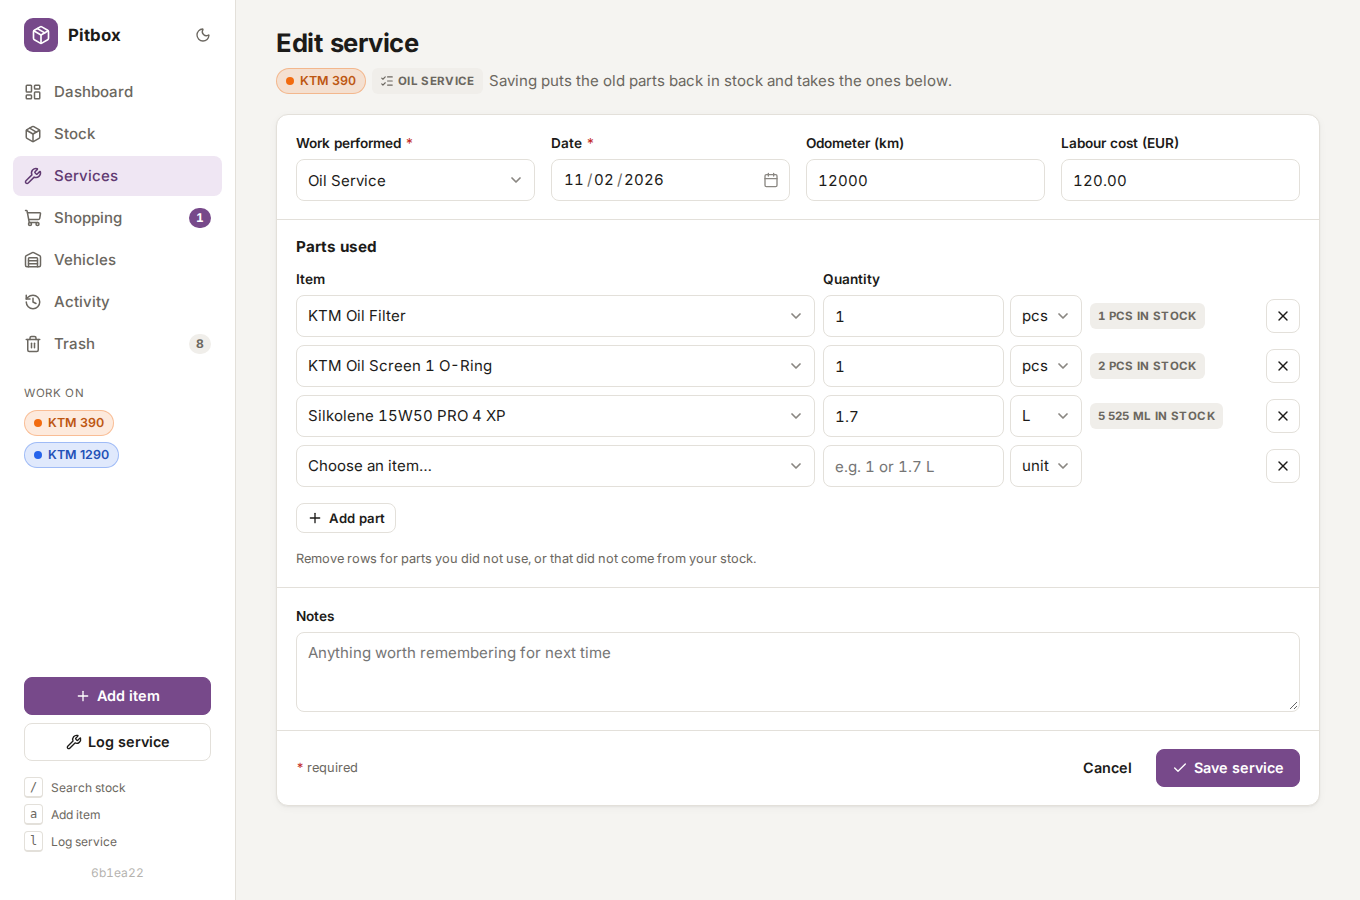 Pitbox
Dashboard
Stock
Services
Shopping 1
Vehicles
Activity
Trash 8
WORK ON
KTM 390
KTM 1290
Add item
Log service
/ Search stock
a Add item
l Log service
6b1ea22
Edit service
KTM 390 OIL SERVICE Saving puts the old parts back in stock and takes the ones below.
Work performed * Date * Odometer (km) Labour cost (EUR)
Oil Service 11/02/2026 12000 120.00
Parts used
Item Quantity
KTM Oil Filter 1 pcs 1 PCS IN STOCK
KTM Oil Screen 1 O-Ring 1 pcs 2 PCS IN STOCK
Silkolene 15W50 PRO 4 XP 1.7 L 5 525 ML IN STOCK
Choose an item... e.g. 1 or 1.7 L unit
Add part
Remove rows for parts you did not use, or that did not come from your stock.
Notes
Anything worth remembering for next time
* required Cancel Save service